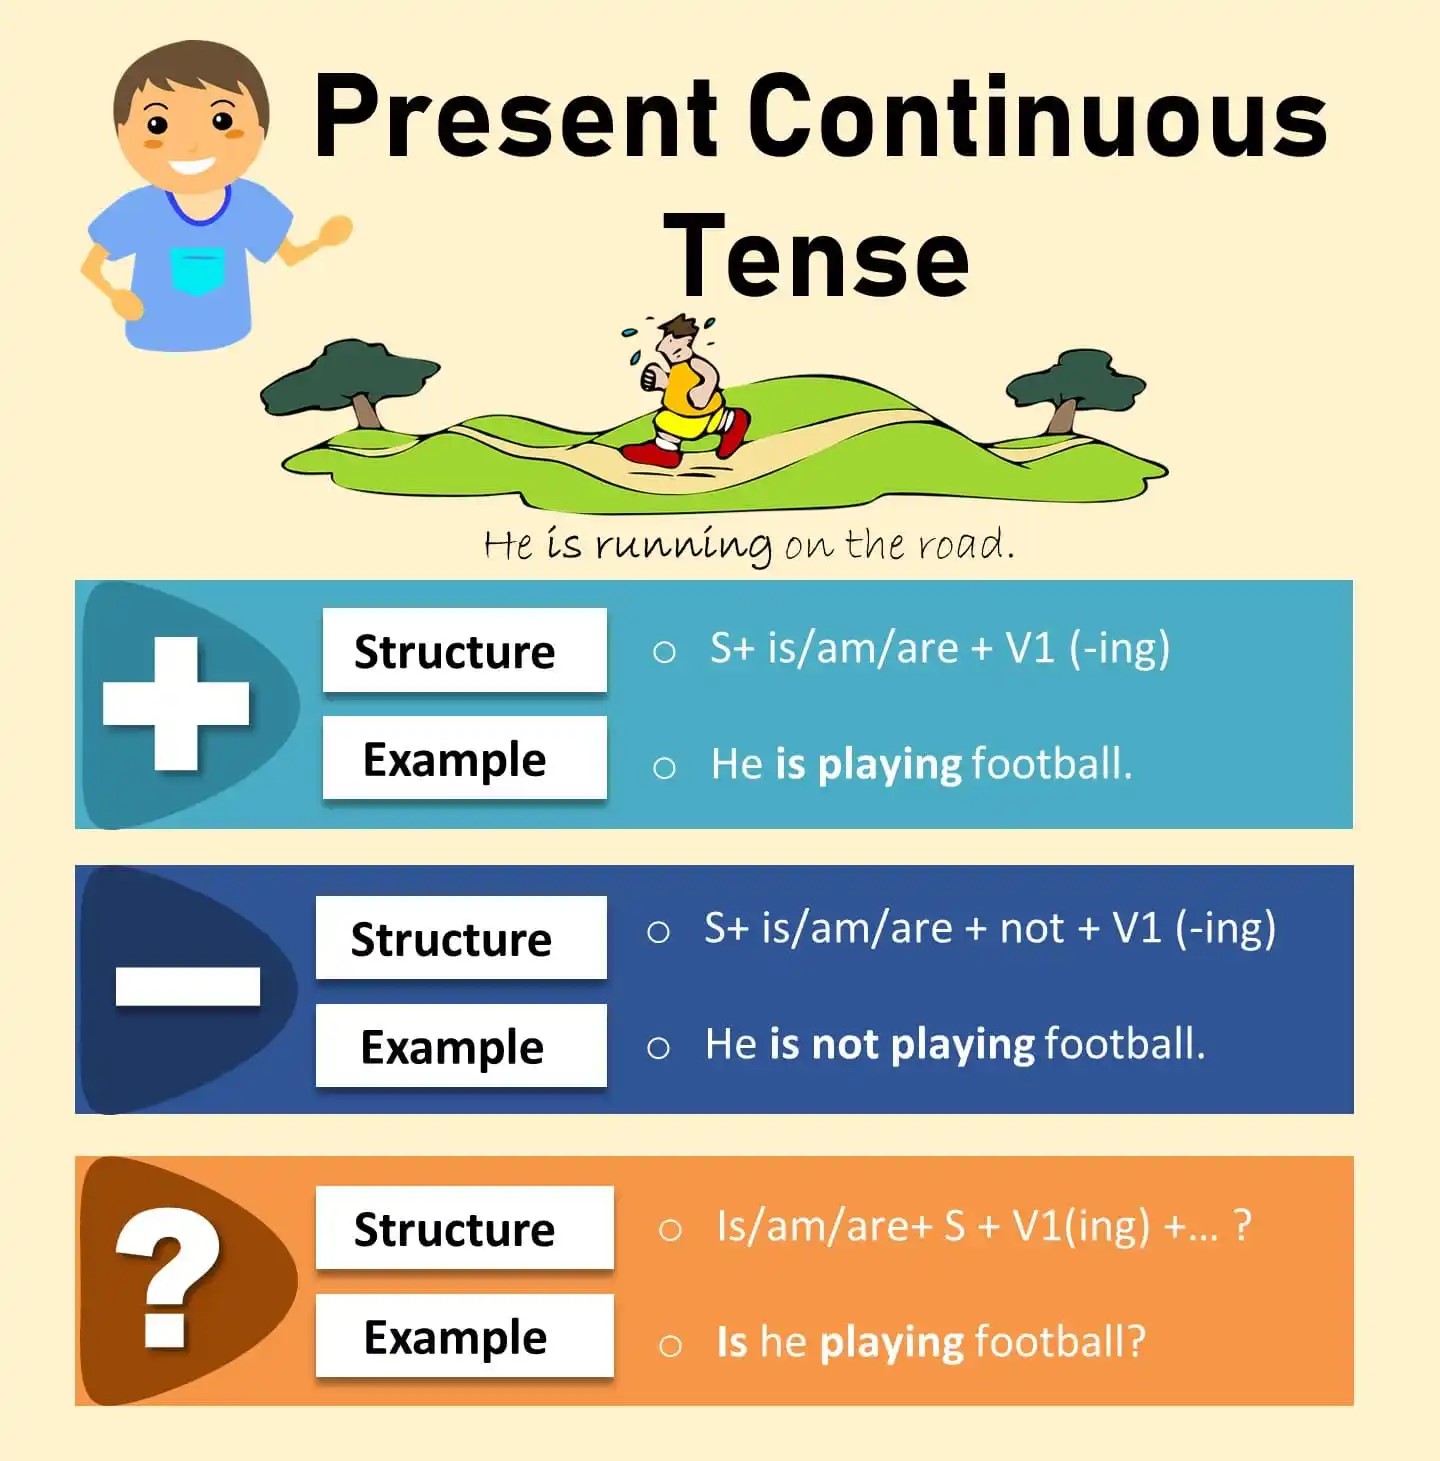 Present Continuous
Tense
He is running on the road.
Structure
S+ is/am/are + V1 (-ing)
Example
He is playing football.
Structure
S+ is/am/are + not + V1 (-ing)
Example
He is not playing football.
?
Structure
Is/am/are+ S + V1(ing) +... ?
Example
Is he playing football?